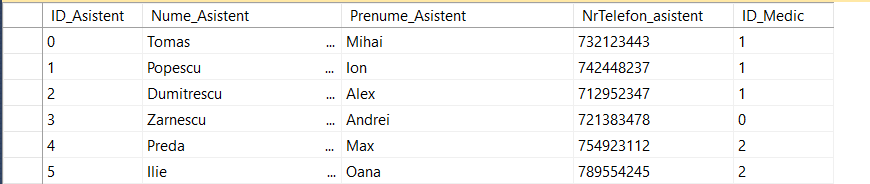 ID_Asistent Nume_Asistent Prenume_Asistent NrTelefon_asistent ID_Medic
0 Tomas ... Mihai 732123443 1
1 Popescu ... Ion 742448237 1
2 Dumitrescu ... Alex 712952347 1
3 Zarnescu ... Andrei 721383478 0
4 Preda ... Max 754923112 2
5 Ilie ... Oana 789554245 2